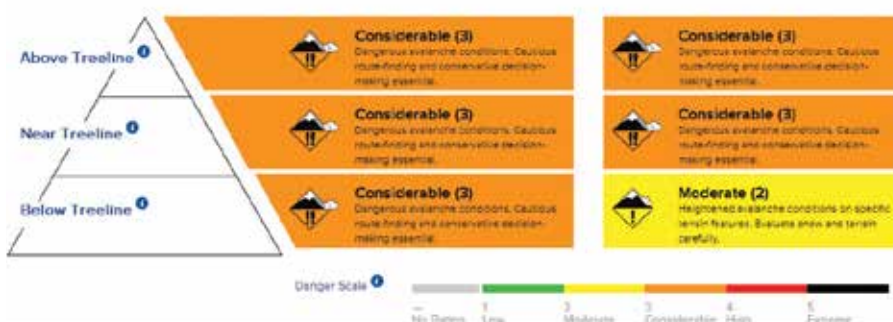 Above Treeline
Considerable (3)
Dangerous avalanche conditions. Cautious
route-finding and conservative decision-
making essential.
Considerable (3)
Dangerous avalanche conditions. Cautious
route-finding and conservative decision-
making essential.
Near Treeline
Considerable (3)
Dangerous avalanche conditions. Cautious
route-finding and conservative decision-
making essential.
Considerable (3)
Dangerous avalanche conditions. Cautious
route-finding and conservative decision-
making essential.
Below Treeline
Considerable (3)
Dangerous avalanche conditions. Cautious
route-finding and conservative decision-
making essential.
Moderate (2)
Heightened avalanche conditions on specific
terrain features. Evaluate snow and terrain
carefully.
Danger Scale
No Rating
1
Low
2
Moderate
3
Considerable
4
High
5
Extreme